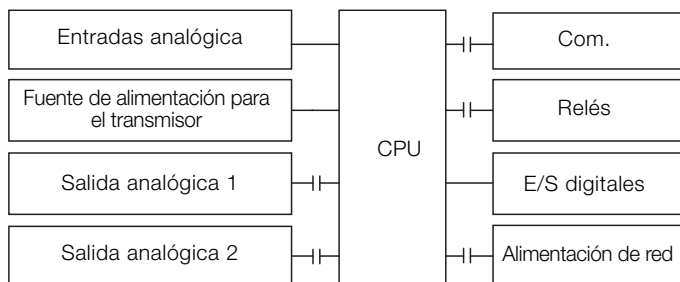 Entradas analógica
Fuente de alimentación para
el transmisor
Salida analógica 1
Salida analógica 2
CPU
Com.
Relés
E/S digitales
Alimentación de red